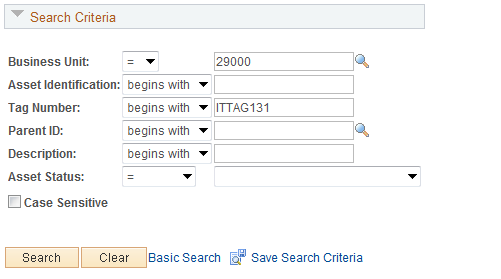 Search Criteria
Business Unit: = 29000
Asset Identification: begins with
Tag Number: begins with ITTAG131
Parent ID: begins with
Description: begins with
Asset Status: =
Case Sensitive
Search Clear Basic Search Save Search Criteria